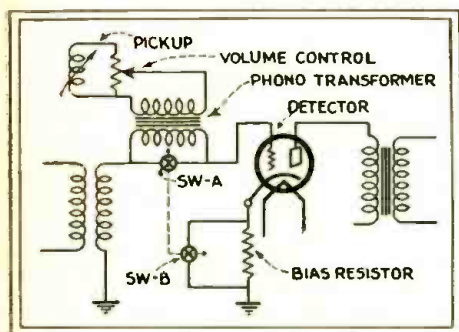 PICKUP
VOLUME CONTROL
PHONO TRANSFORMER
DETECTOR
SW-A
SW-B
BIAS RESISTOR